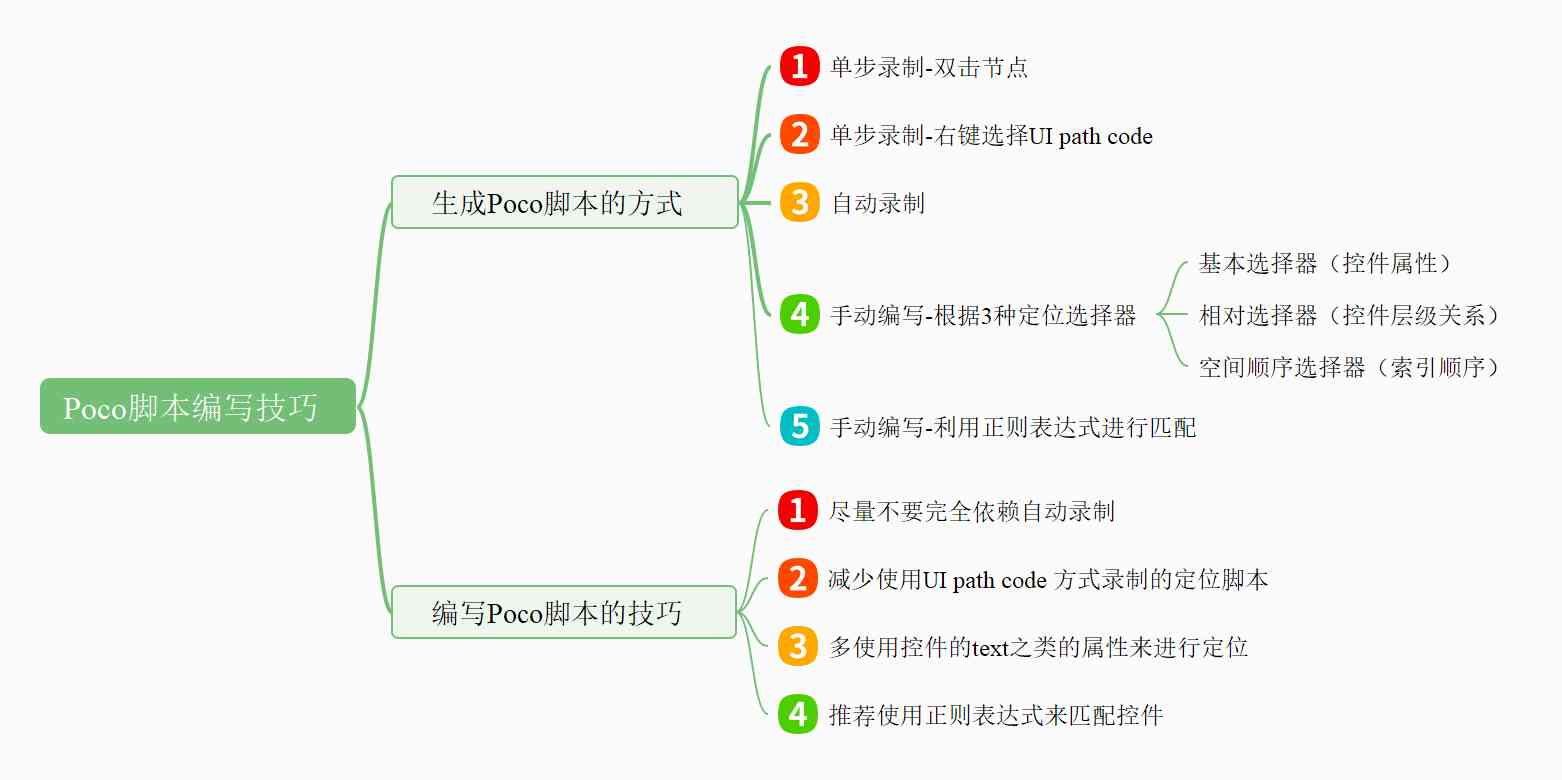 Poco脚本编写技巧
生成Poco脚本的方式
1 单步录制-双击节点
2 单步录制-右键选择UI path code
3 自动录制
4 手动编写-根据3种定位选择器
基本选择器（控件属性）
相对选择器（控件层级关系）
空间顺序选择器（索引顺序）
5 手动编写-利用正则表达式进行匹配
编写Poco脚本的技巧
1 尽量不要完全依赖自动录制
2 减少使用UI path code 方式录制的定位脚本
3 多使用控件的text之类的属性来进行定位
4 推荐使用正则表达式来匹配控件